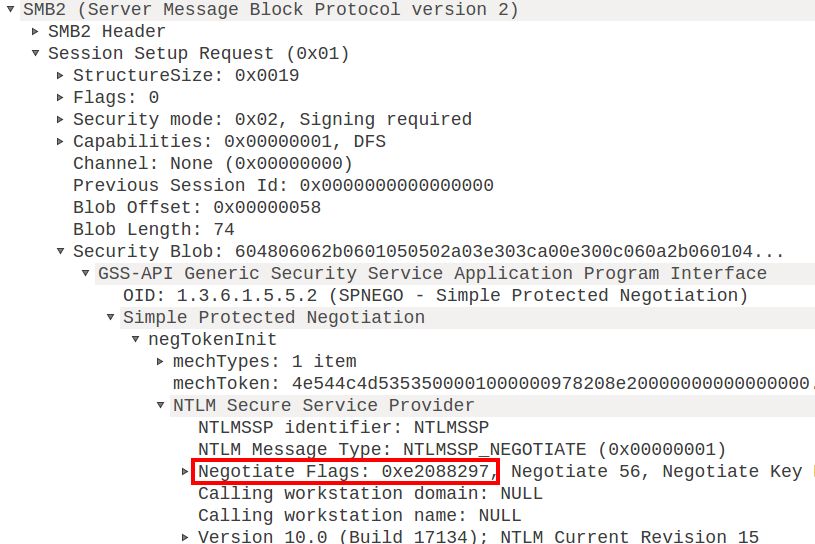 SMB2 (Server Message Block Protocol version 2)
SMB2 Header
Session Setup Request (0x01)
StructureSize: 0x0019
Flags: 0
Security mode: 0x02, Signing required
Capabilities: 0x00000001, DFS
Channel: None (0x00000000)
Previous Session Id: 0x0000000000000000
Blob Offset: 0x00000058
Blob Length: 74
Security Blob: 604806062b0601050502a03e303ca00e300c060a2b060104...
GSS-API Generic Security Service Application Program Interface
OID: 1.3.6.1.5.5.2 (SPNEGO - Simple Protected Negotiation)
Simple Protected Negotiation
negTokenInit
mechTypes: 1 item
mechToken: 4e544c4d5353500001000000978208e20000000000000000.
NTLM Secure Service Provider
NTLMSSP identifier: NTLMSSP
NTLM Message Type: NTLMSSP_NEGOTIATE (0x00000001)
Negotiate Flags: 0xe2088297, Negotiate 56, Negotiate Key
Calling workstation domain: NULL
Calling workstation name: NULL
Version 10.0 (Build 17134); NTLM Current Revision 15